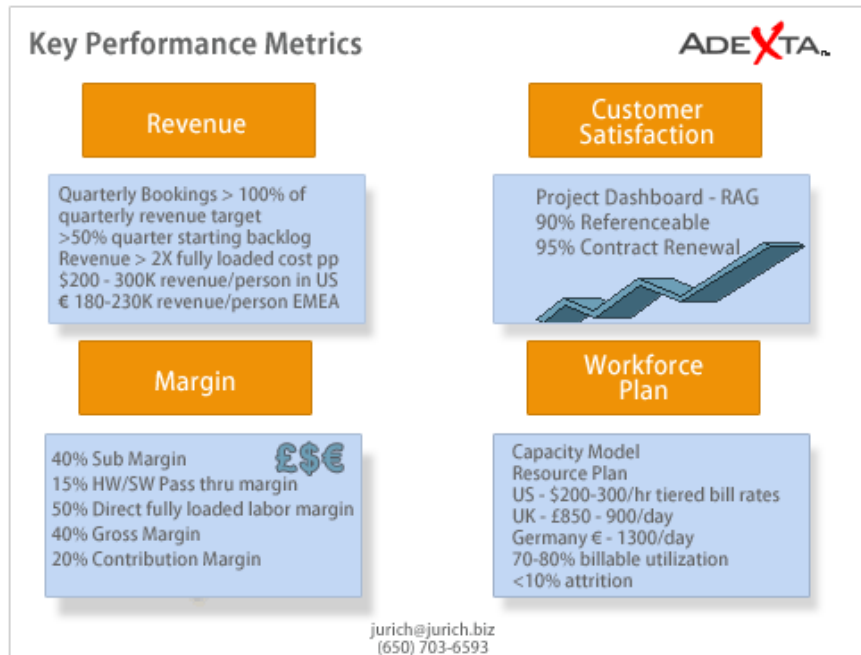 Key Performance Metrics
ADEXTA
Revenue
Quarterly Bookings > 100% of
quarterly revenue target
>50% quarter starting backlog
Revenue > 2X fully loaded cost pp
$200 - 300K revenue/person in US
€ 180-230K revenue/person EMEA
Customer
Satisfaction
Project Dashboard - RAG
90% Referenceable
95% Contract Renewal
Margin
£$€
40% Sub Margin
15% HW/SW Pass thru margin
50% Direct fully loaded labor margin
40% Gross Margin
20% Contribution Margin
Workforce
Plan
Capacity Model
Resource Plan
US - $200-300/hr tiered bill rates
UK - £850 - 900/day
Germany € - 1300/day
70-80% billable utilization
<10% attrition
jurich@jurich.biz
(650) 703-6593